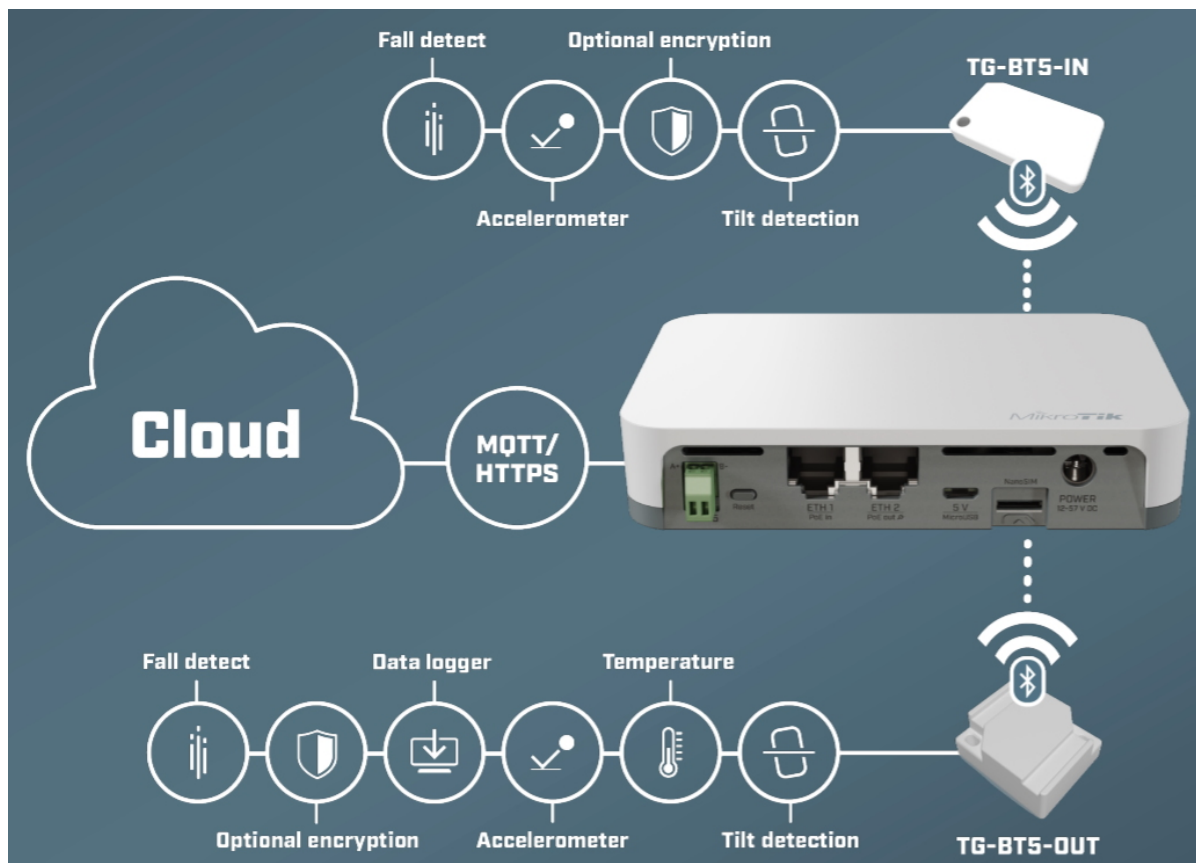 Fall detect
Optional encryption
TG-BT5-IN
Accelerometer
Tilt detection
Cloud
MQTT/
HTTPS
MikroTik
A+
B-
Reset
ETH 1
PoE in
ETH 2
PoE out
5 V
MicroUSB
NanoSIM
POWER
12-57 V DC
Fall detect
Data logger
Temperature
Optional encryption
Accelerometer
Tilt detection
TG-BT5-OUT